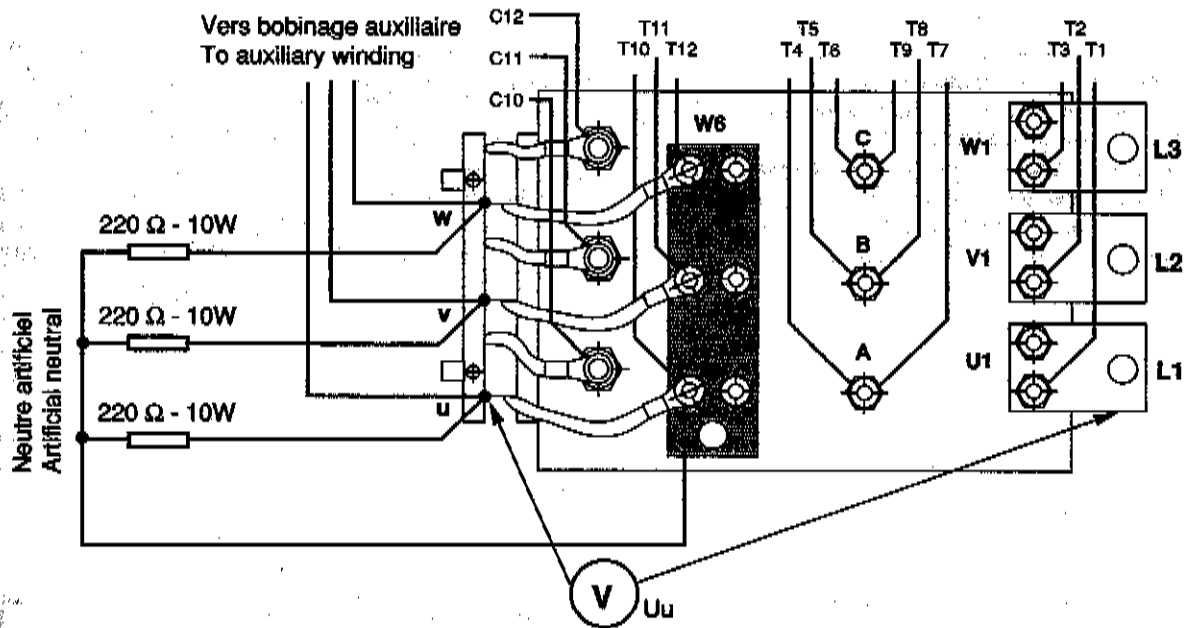 Vers bobinage auxiliaire
To auxiliary winding
C12
C11
C10
T11
T10
T12
T5
T4
T6
T8
T9
T7
T2
T3
T1
W6
C
B
A
W1
V1
U1
L3
L2
L1
w
v
u
220 Ω - 10W
220 Ω - 10W
220 Ω - 10W
Neutre artificiel
Artificial neutral
V
Uu